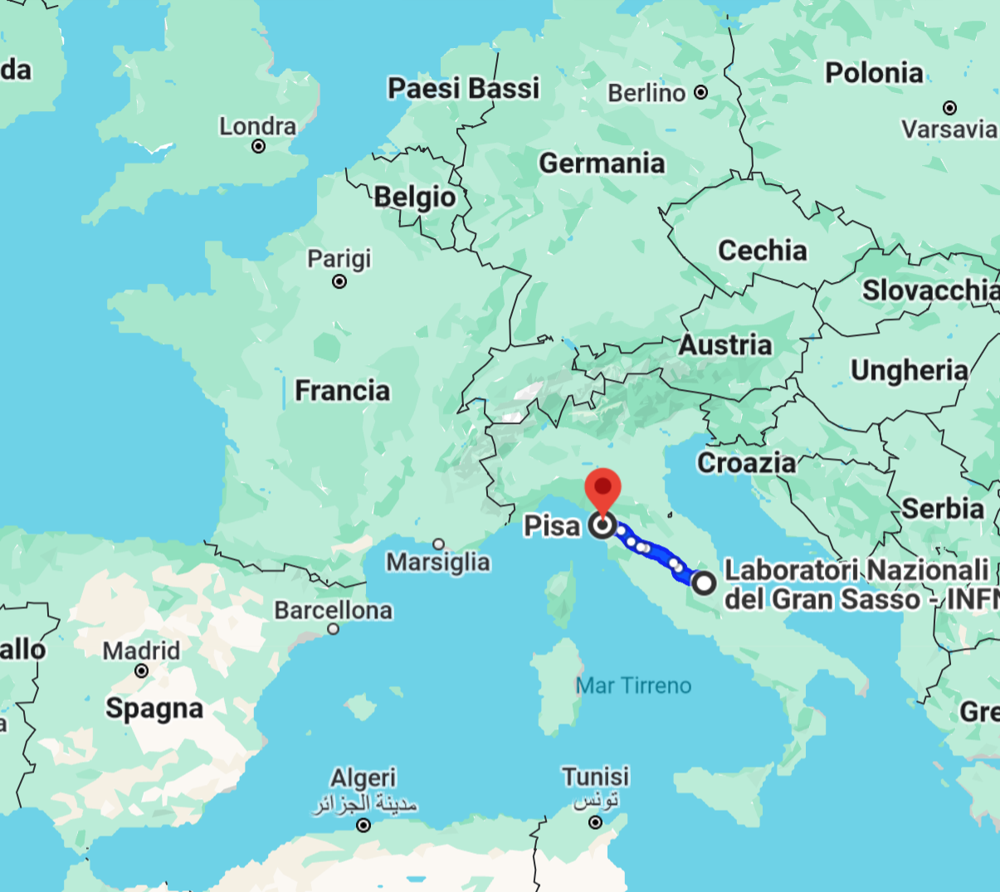 da
Paesi Bassi
Berlino
Polonia
Londra
Varsavia
Germania
Belgio
Parigi
Cechia
Slovacchia
Austria
Francia
Ungheria
Croazia
Serbia
Pisa
Marsiglia
Laboratori Nazionali
del Gran Sasso - INFN
Barcellona
allo
Madrid
Mar Tirreno
Spagna
Gre
a
Algeri
مدينة الجزائر
Tunisi
تونس